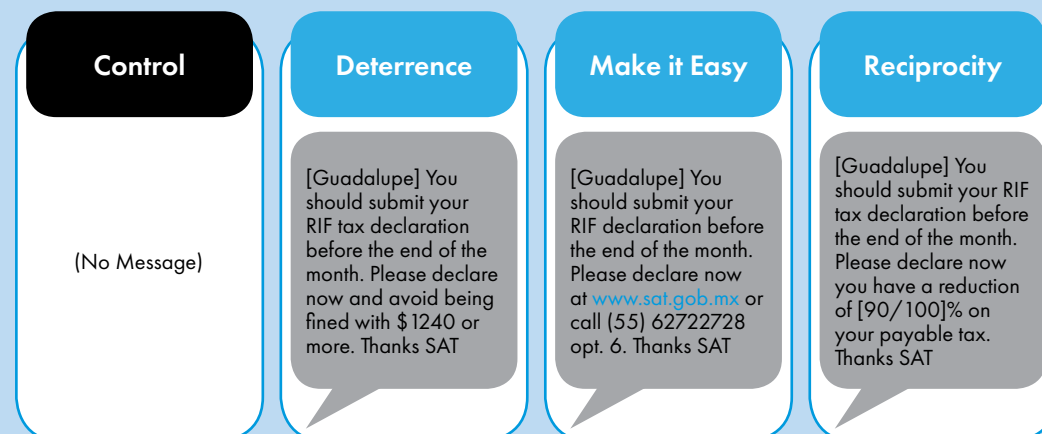 Control
(No Message)
Deterrence
[Guadalupe] You
should submit your
RIF tax declaration
before the end of the
month. Please declare
now and avoid being
fined with $1240 or
more. Thanks SAT
Make it Easy
[Guadalupe] You
should submit your
RIF declaration before
the end of the month.
Please declare now
at www.sat.gob.mx or
call (55) 62722728
opt. 6. Thanks SAT
Reciprocity
[Guadalupe] You
should submit your RIF
tax declaration before
the end of the month.
Please declare now
you have a reduction
of [90/100]% on
your payable tax.
Thanks SAT